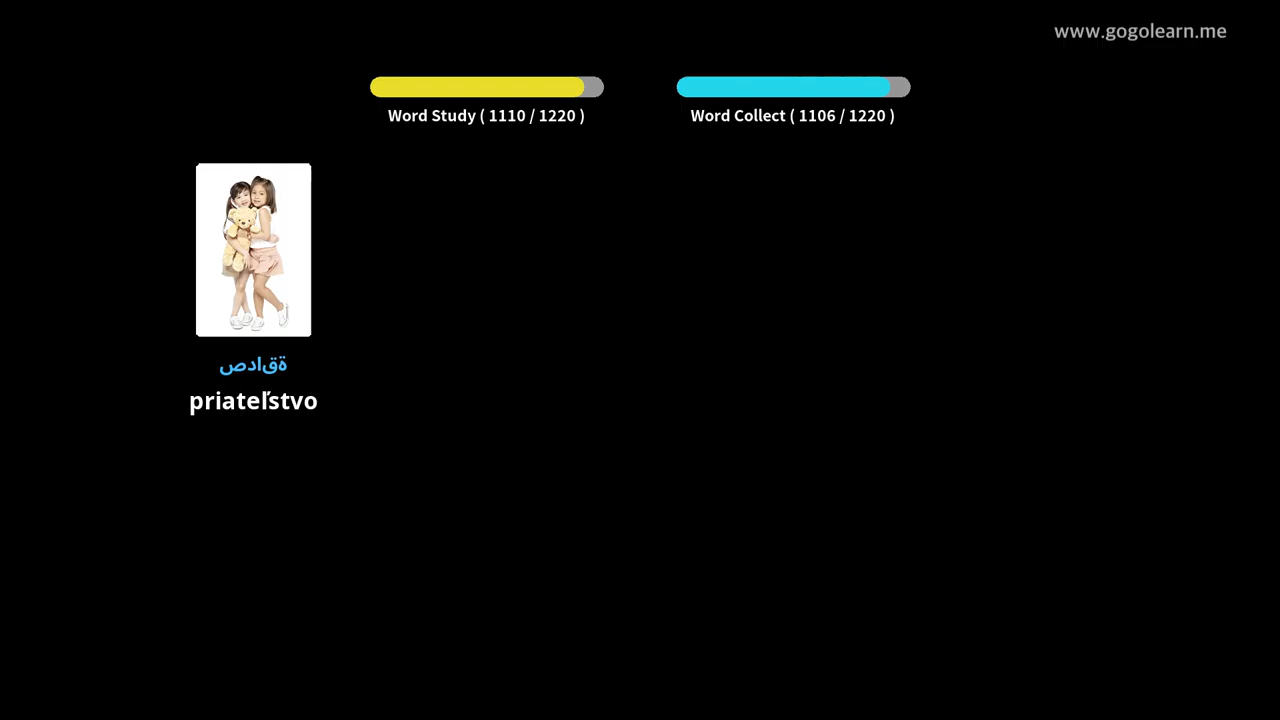 www.gogolearn.me
Word Study ( 1110 / 1220 )
Word Collect ( 1106 / 1220 )
صداقة
priateľstvo